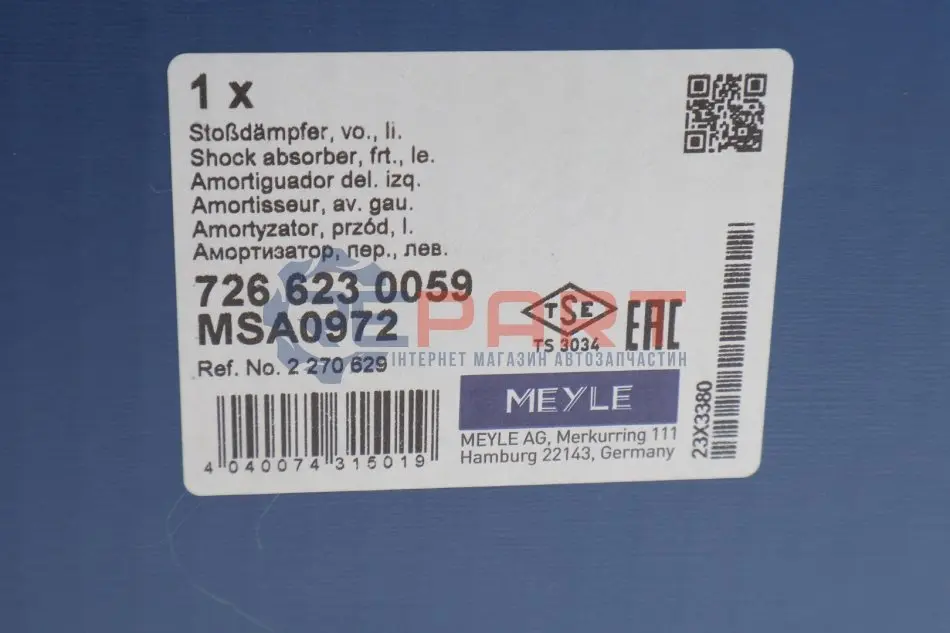 1 x
Stoßdämpfer, vo., li.
Shock absorber, frt., le.
Amortiguador del. izq.
Amortisseur, av. gau.
Amortyzator, przód, l.
Амортизатор, пер., лев.
726 623 0059
MSA0972
EPART
TSE
TS 3034
EAC
ІНТЕРНЕТ МАГАЗИН АВТОЗАПЧАСТИН
Ref. No. 2 270 629
MEYLE
MEYLE AG, Merkurring 111
Hamburg 22143, Germany
4 040074 315019
23X3380